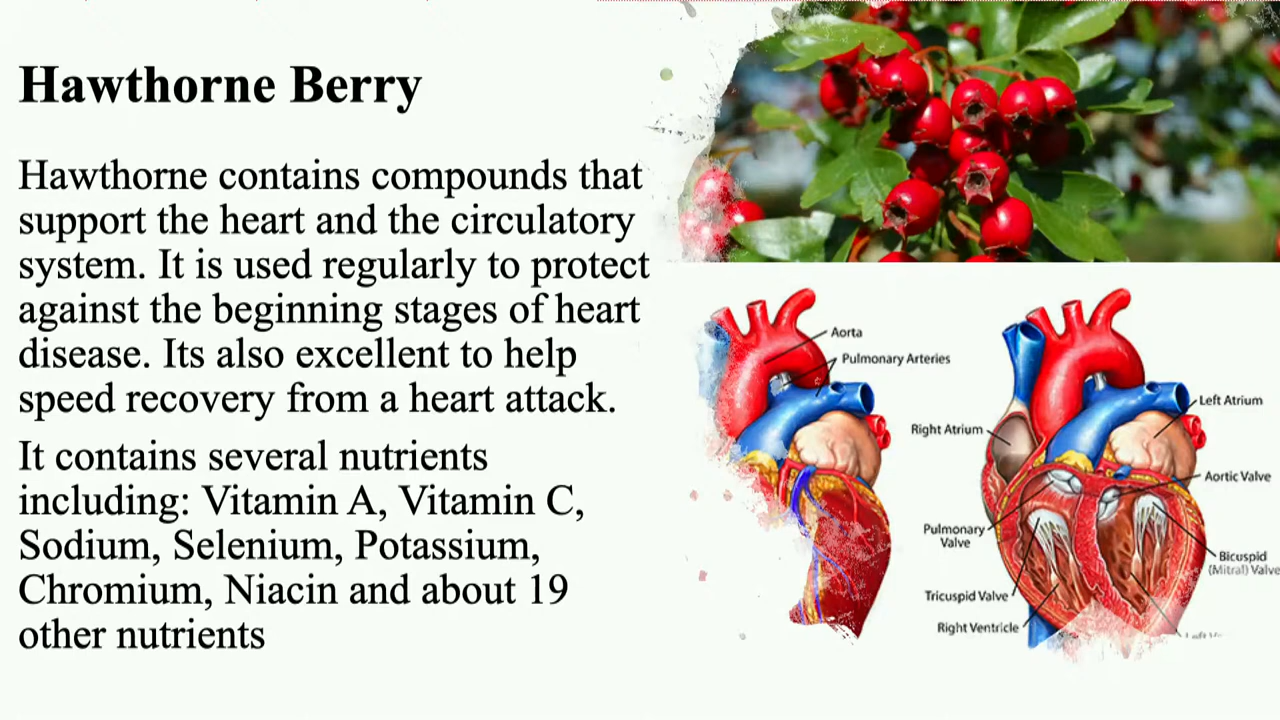 Hawthorne Berry
Hawthorne contains compounds that
support the heart and the circulatory
system. It is used regularly to protect
against the beginning stages of heart
disease. Its also excellent to help
speed recovery from a heart attack.
It contains several nutrients
including: Vitamin A, Vitamin C,
Sodium, Selenium, Potassium,
Chromium, Niacin and about 19
other nutrients
Aorta
Pulmonary Arteries
Left Atrium
Right Atrium
Aortic Valve
Pulmonary
Valve
Bicuspid
(Mitral) Valve
Tricuspid Valve
Right Ventricle